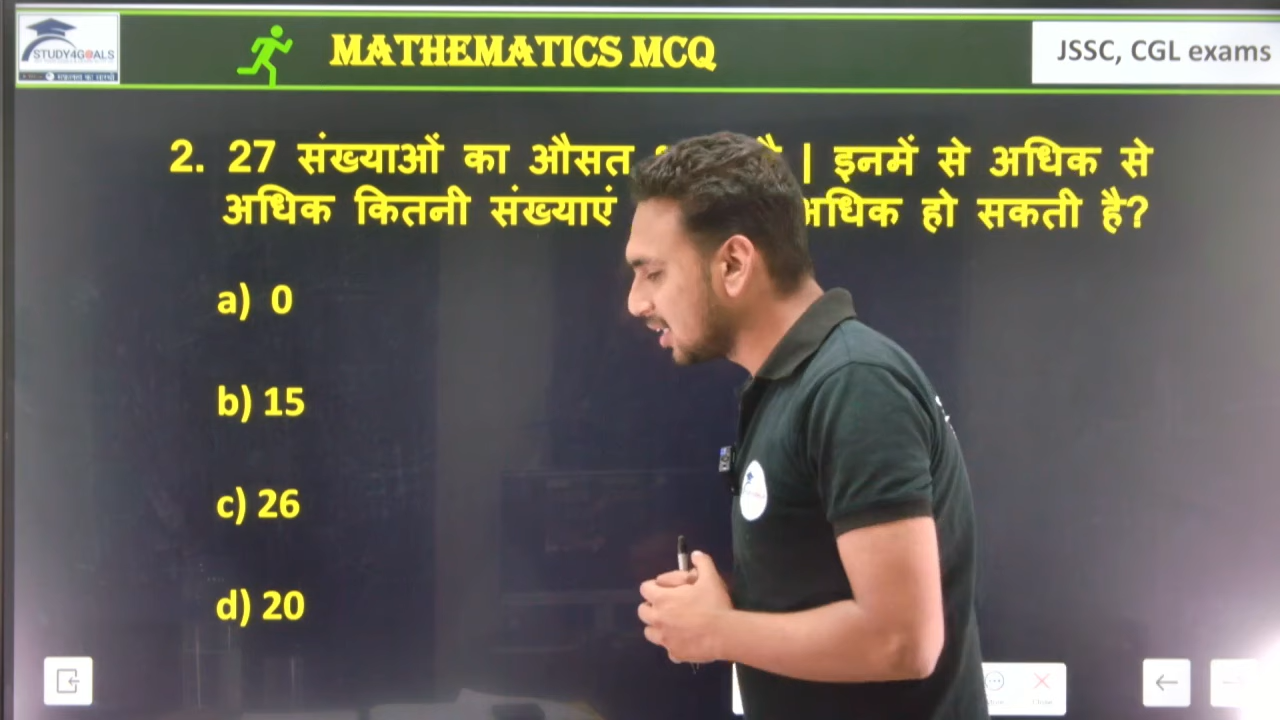 STUDY4GOALS
MATHEMATICS MCQ
JSSC, CGL exams
2. 27 संख्याओं का औसत है | इनमें से अधिक से
अधिक कितनी संख्याएं अधिक हो सकती है?
a) 0
b) 15
c) 26
d) 20